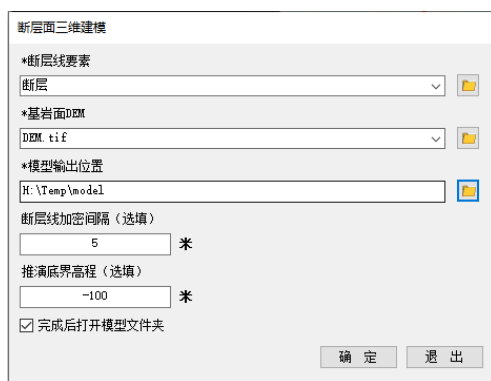 断层面三维建模
*断层线要素
断层
*基岩面DEM
DEM.tif
*模型输出位置
H:\Temp\model
断层线加密间隔（选填）
5 米
推演底界高程（选填）
-100 米
完成后打开模型文件夹
确 定 退 出